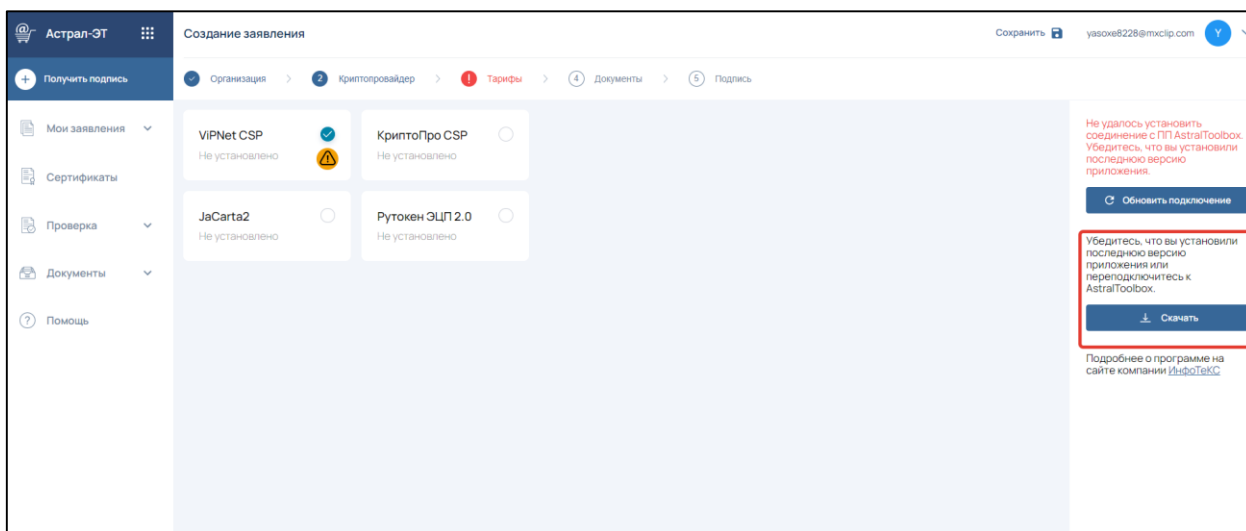 Астрал-ЭТ
Создание заявления
Сохранить
yasoxe8228@mxclip.com
Y
+ Получить подпись
Организация > 2 Криптопровайдер > ! Тарифы > 4 Документы > 5 Подпись
Мои заявления
Сертификаты
Проверка
Документы
? Помощь
ViPNet CSP
Не установлено
КриптоПро CSP
Не установлено
JaCarta2
Не установлено
Рутокен ЭЦП 2.0
Не установлено
Не удалось установить
соединение с ПП AstralToolbox.
Убедитесь, что вы установили
последнюю версию
приложения.
Обновить подключение
Убедитесь, что вы установили
последнюю версию
приложения или
переподключитесь к
AstralToolbox.
Скачать
Подробнее о программе на
сайте компании ИнфоТеКС